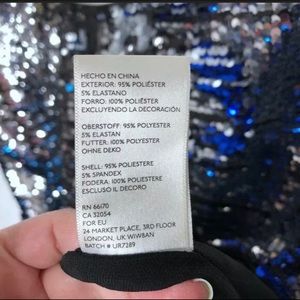 HECHO EN CHINA
EXTERIOR: 95% POLIÉSTER
5% ELASTANO
FORRO: 100% POLIÉSTER
EXCLUYENDO LA DECORACIÓN
OBERSTOFF: 95% POLYESTER
5% ELASTAN
FUTTER: 100% POLYESTER
OHNE DEKO
SHELL: 95% POLIESTERE
5% SPANDEX
FODERA: 100% POLIESTERE
ESCLUSO IL DECORO
RN 66170
CA 32054
FOR EU
24 MARKET PLACE, 3RD FLOOR
LONDON, UK WIW8AN
BATCH # UR7289